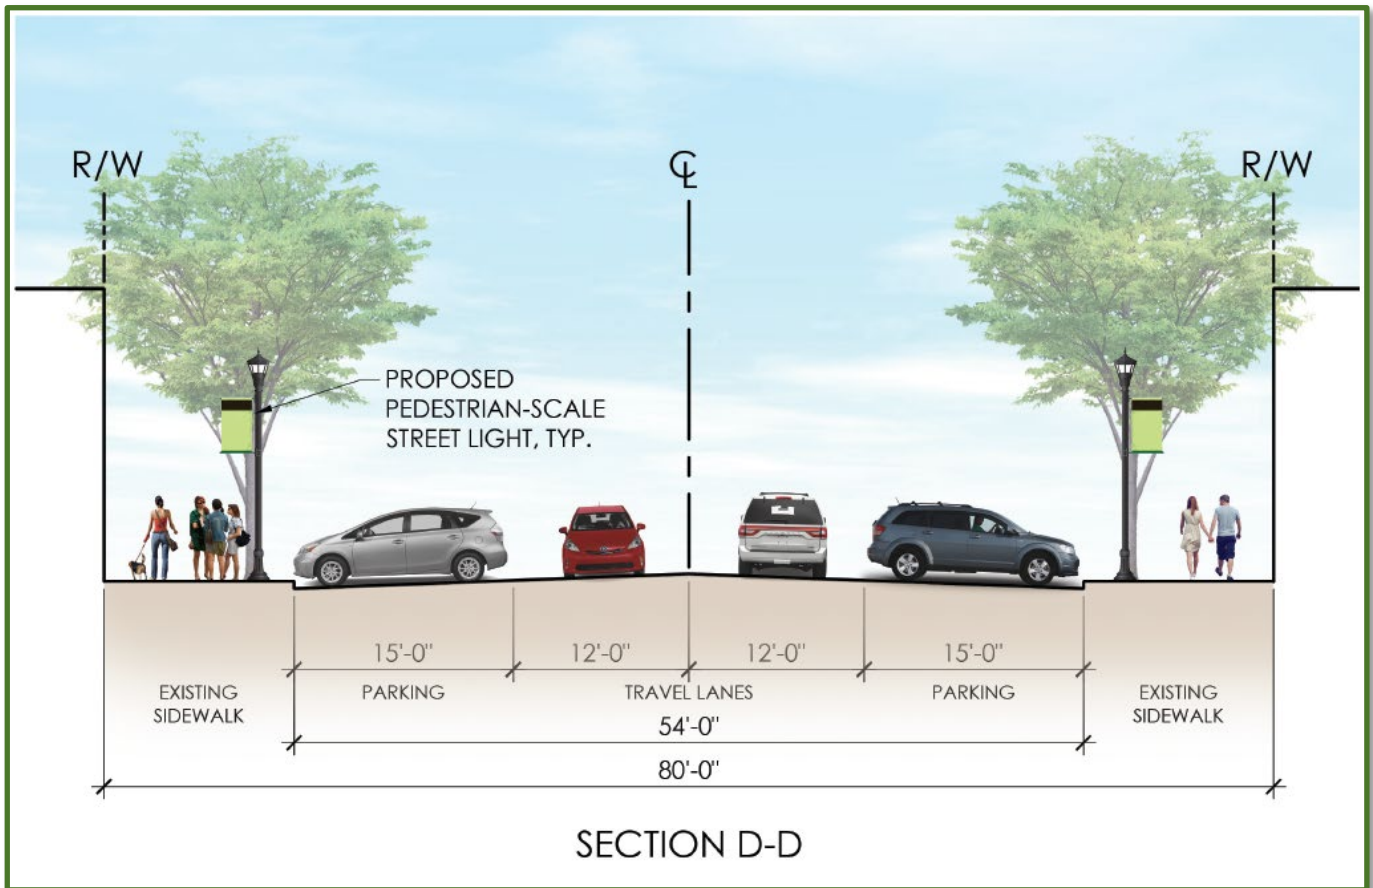 R/W
℄
R/W
PROPOSED
PEDESTRIAN-SCALE
STREET LIGHT, TYP.
15'-0"
12'-0"
12'-0"
15'-0"
EXISTING
SIDEWALK
PARKING
TRAVEL LANES
PARKING
EXISTING
SIDEWALK
54'-0"
80'-0"
SECTION D-D